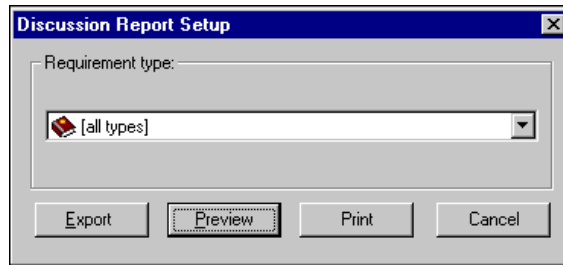 Discussion Report Setup
Requirement type:
[all types]
Export Preview Print Cancel